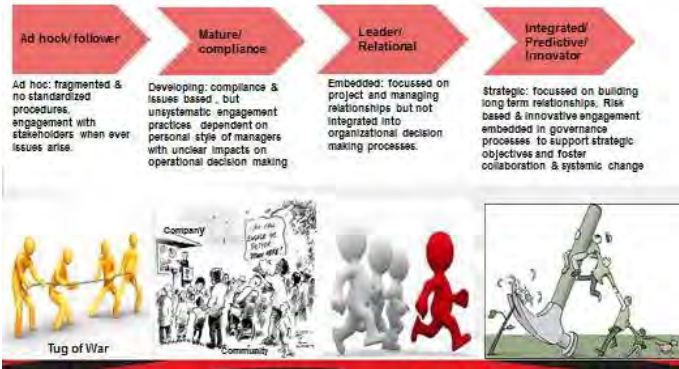 Ad hock/ follower
Mature/
compliance
Leader/
Relational
Integrated/
Predictive/
Innovator
Ad hoc: fragmented &
no standardized
procedures,
engagement with
stakeholders when ever
issues arise.
Developing: compliance &
issues based , but
unsystematic engagement
practices dependent on
personal style of managers
with unclear impacts on
operational decision making
Embedded: focussed on
project and managing
relationships but not
integrated into
organizational decision
making processes.
Strategic: focussed on building
long term relationships, Risk
based & innovative engagement
embedded in governance
processes to support strategic
objectives and foster
collaboration & systemic change
Tug of War
Company
Community